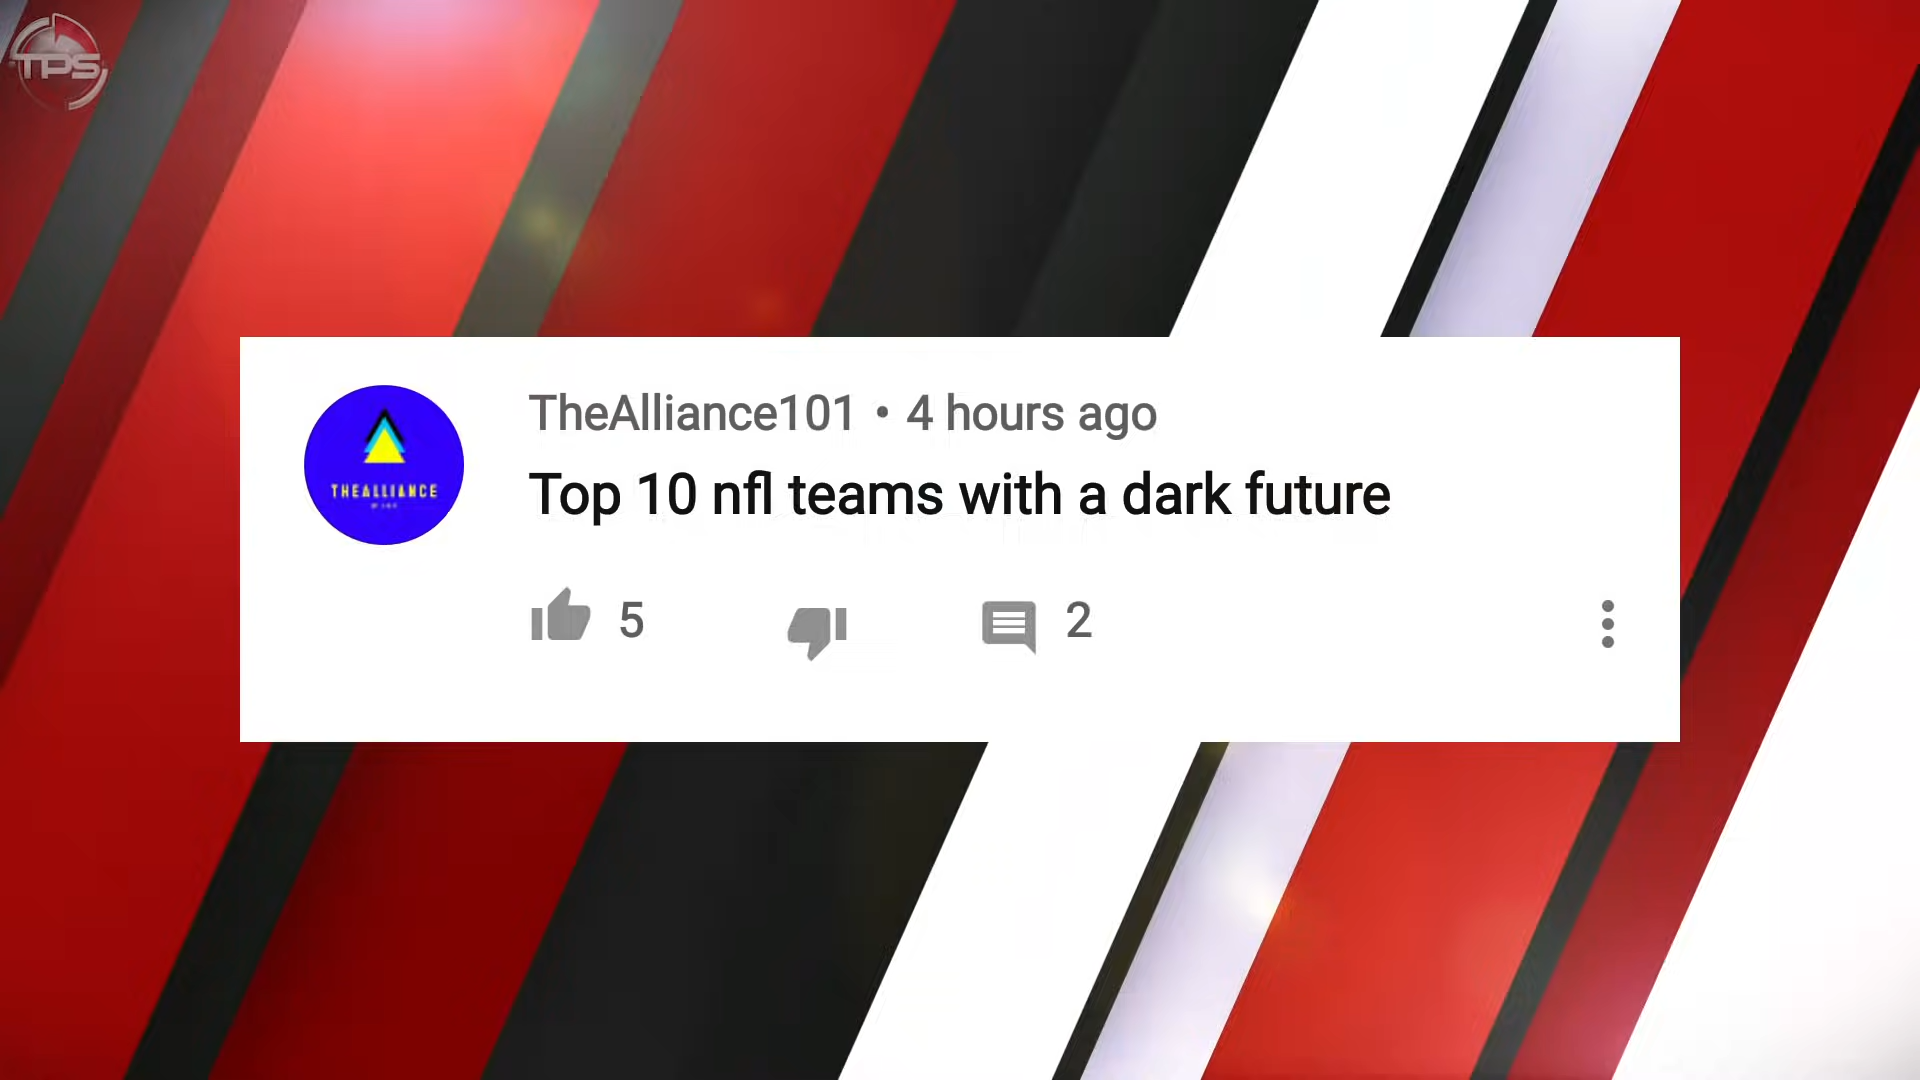 TPS
TheAlliance101 • 4 hours ago
THEALLIANCE
Top 10 nfl teams with a dark future
5
2